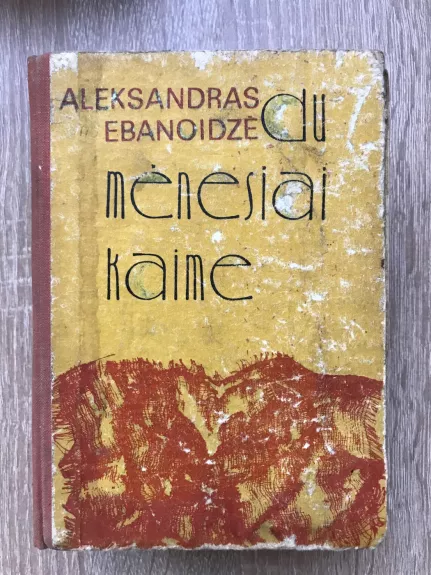 ALEKSANDRAS
EBANOIDZĖ
du
mėnesiai
kaime